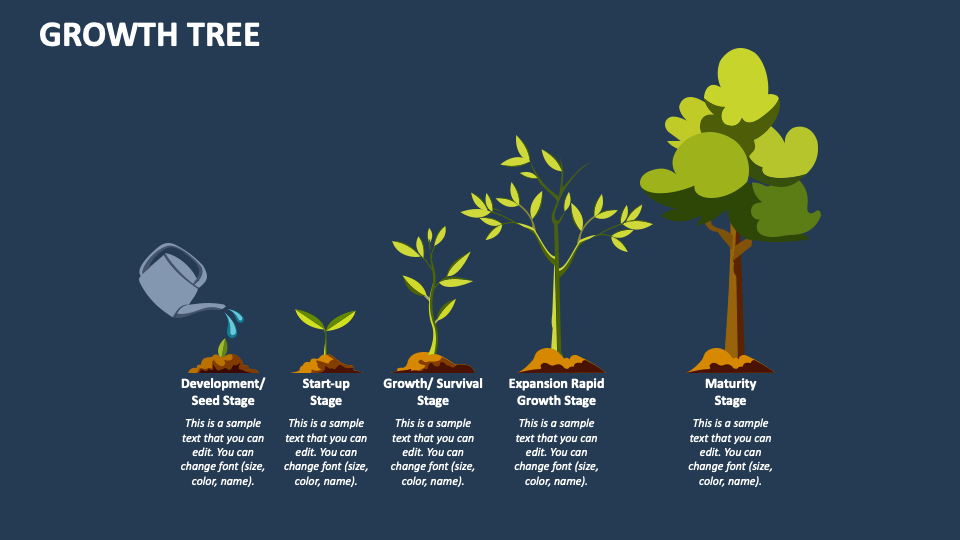 GROWTH TREE
Development/
Seed Stage
This is a sample
text that you can
edit. You can
change font (size,
color, name).
Start-up
Stage
This is a sample
text that you can
edit. You can
change font (size,
color, name).
Growth/ Survival
Stage
This is a sample
text that you can
edit. You can
change font (size,
color, name).
Expansion Rapid
Growth Stage
This is a sample
text that you can
edit. You can
change font (size,
color, name).
Maturity
Stage
This is a sample
text that you can
edit. You can
change font (size,
color, name).